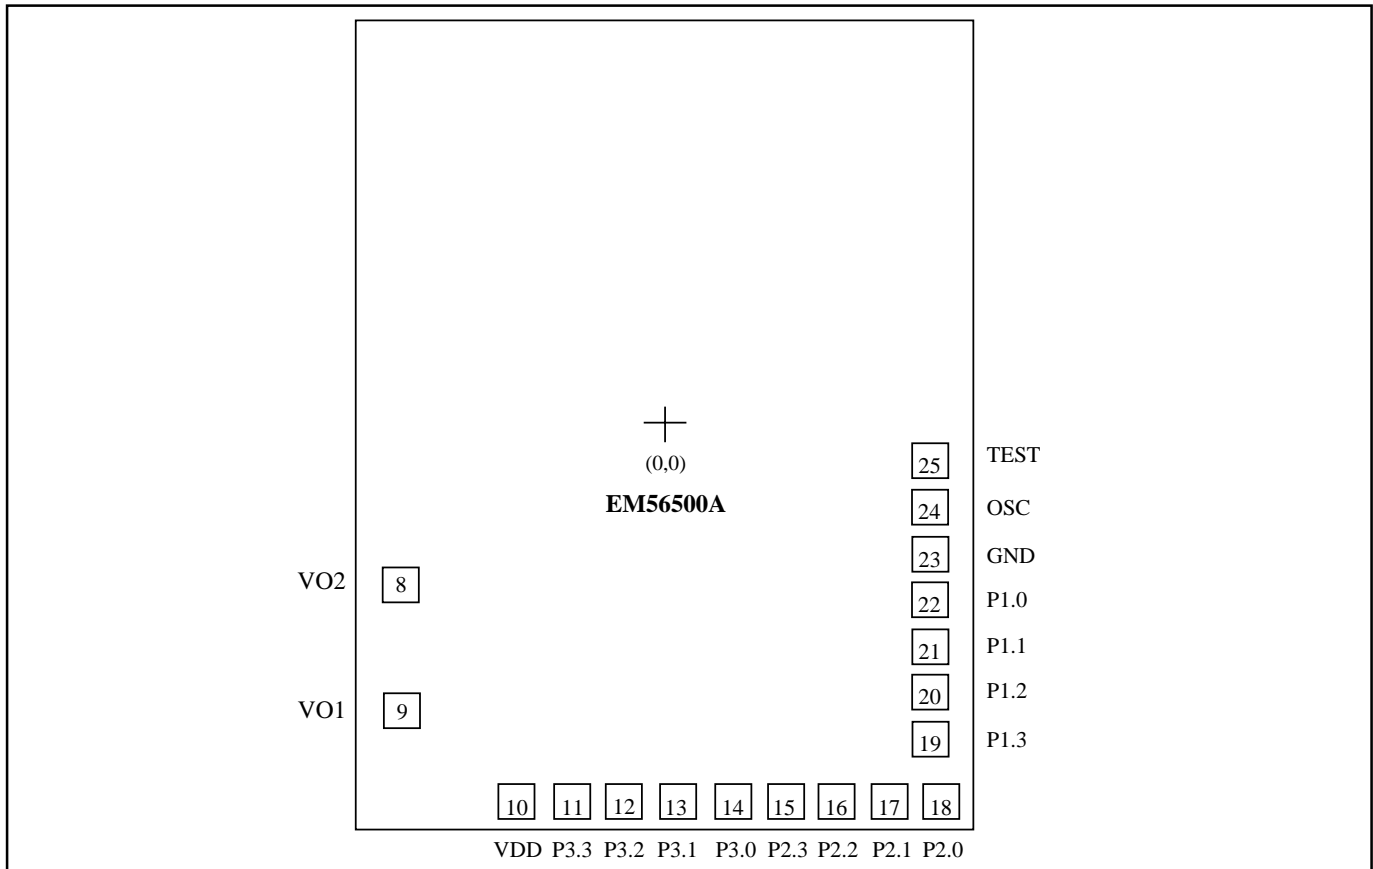 (0,0)
25 TEST
EM56500A
24 OSC
23 GND
VO2 8
22 P1.0
21 P1.1
20 P1.2
VO1 9
19 P1.3
10 11 12 13 14 15 16 17 18
VDD P3.3 P3.2 P3.1 P3.0 P2.3 P2.2 P2.1 P2.0